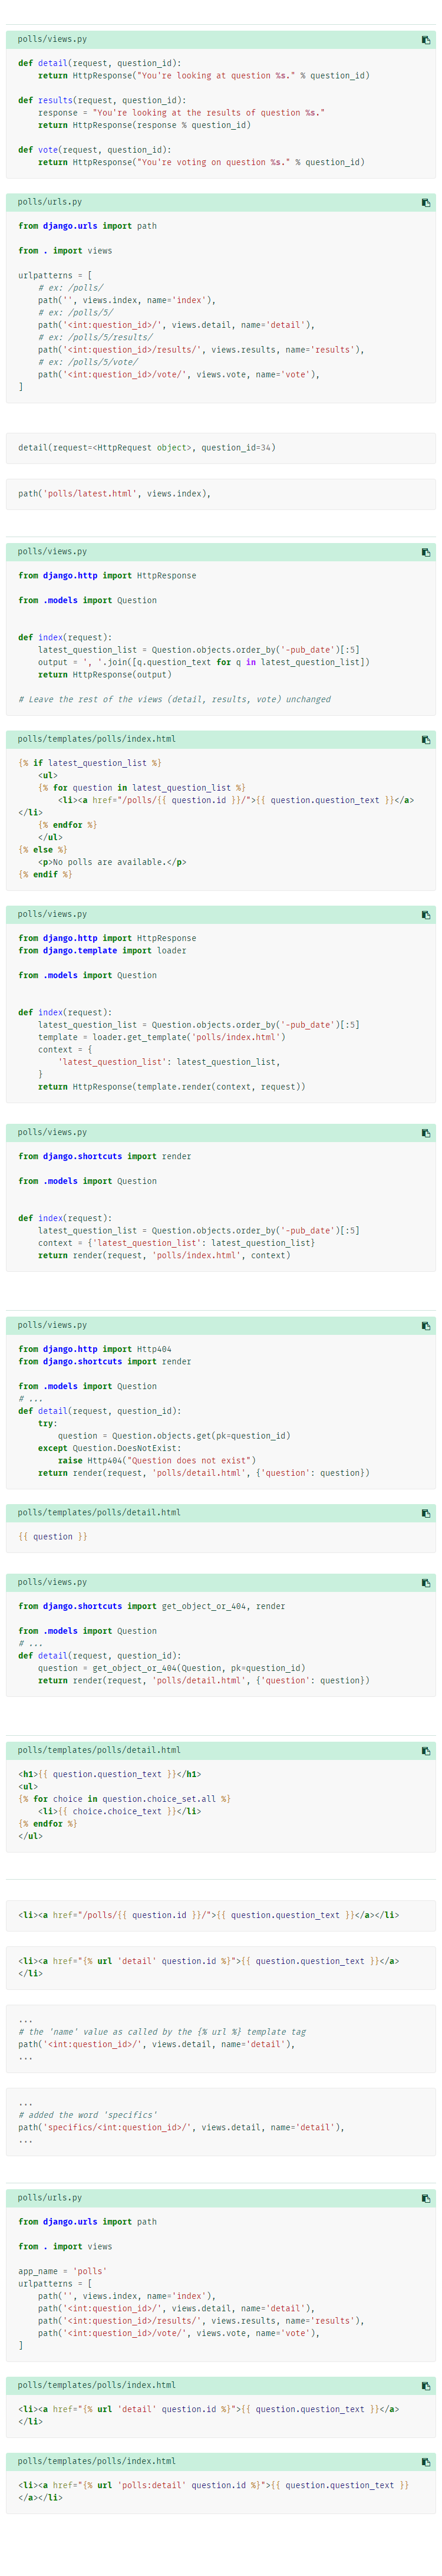 polls/views.py
def detail(request, question_id):
    return HttpResponse("You're looking at question %s." % question_id)

def results(request, question_id):
    response = "You're looking at the results of question %s."
    return HttpResponse(response % question_id)

def vote(request, question_id):
    return HttpResponse("You're voting on question %s." % question_id)
polls/urls.py
from django.urls import path

from . import views

urlpatterns = [
    # ex: /polls/
    path('', views.index, name='index'),
    # ex: /polls/5/
    path('<int:question_id>/', views.detail, name='detail'),
    # ex: /polls/5/results/
    path('<int:question_id>/results/', views.results, name='results'),
    # ex: /polls/5/vote/
    path('<int:question_id>/vote/', views.vote, name='vote'),
]
detail(request=<HttpRequest object>, question_id=34)
path('polls/latest.html', views.index),
polls/views.py
from django.http import HttpResponse

from .models import Question


def index(request):
    latest_question_list = Question.objects.order_by('-pub_date')[:5]
    output = ', '.join([q.question_text for q in latest_question_list])
    return HttpResponse(output)

# Leave the rest of the views (detail, results, vote) unchanged
polls/templates/polls/index.html
{% if latest_question_list %}
    <ul>
    {% for question in latest_question_list %}
        <li><a href="/polls/{{ question.id }}/">{{ question.question_text }}</a>
</li>
    {% endfor %}
    </ul>
{% else %}
    <p>No polls are available.</p>
{% endif %}
polls/views.py
from django.http import HttpResponse
from django.template import loader

from .models import Question


def index(request):
    latest_question_list = Question.objects.order_by('-pub_date')[:5]
    template = loader.get_template('polls/index.html')
    context = {
        'latest_question_list': latest_question_list,
    }
    return HttpResponse(template.render(context, request))
polls/views.py
from django.shortcuts import render

from .models import Question


def index(request):
    latest_question_list = Question.objects.order_by('-pub_date')[:5]
    context = {'latest_question_list': latest_question_list}
    return render(request, 'polls/index.html', context)
polls/views.py
from django.http import Http404
from django.shortcuts import render

from .models import Question
# ...
def detail(request, question_id):
    try:
        question = Question.objects.get(pk=question_id)
    except Question.DoesNotExist:
        raise Http404("Question does not exist")
    return render(request, 'polls/detail.html', {'question': question})
polls/templates/polls/detail.html
{{ question }}
polls/views.py
from django.shortcuts import get_object_or_404, render

from .models import Question
# ...
def detail(request, question_id):
    question = get_object_or_404(Question, pk=question_id)
    return render(request, 'polls/detail.html', {'question': question})
polls/templates/polls/detail.html
<h1>{{ question.question_text }}</h1>
<ul>
{% for choice in question.choice_set.all %}
    <li>{{ choice.choice_text }}</li>
{% endfor %}
</ul>
<li><a href="/polls/{{ question.id }}/">{{ question.question_text }}</a></li>
<li><a href="{% url 'detail' question.id %}">{{ question.question_text }}</a>
</li>
...
# the 'name' value as called by the {% url %} template tag
path('<int:question_id>/', views.detail, name='detail'),
...
...
# added the word 'specifics'
path('specifics/<int:question_id>/', views.detail, name='detail'),
...
polls/urls.py
from django.urls import path

from . import views

app_name = 'polls'
urlpatterns = [
    path('', views.index, name='index'),
    path('<int:question_id>/', views.detail, name='detail'),
    path('<int:question_id>/results/', views.results, name='results'),
    path('<int:question_id>/vote/', views.vote, name='vote'),
]
polls/templates/polls/index.html
<li><a href="{% url 'detail' question.id %}">{{ question.question_text }}</a>
</li>
polls/templates/polls/index.html
<li><a href="{% url 'polls:detail' question.id %}">{{ question.question_text }}
</a></li>